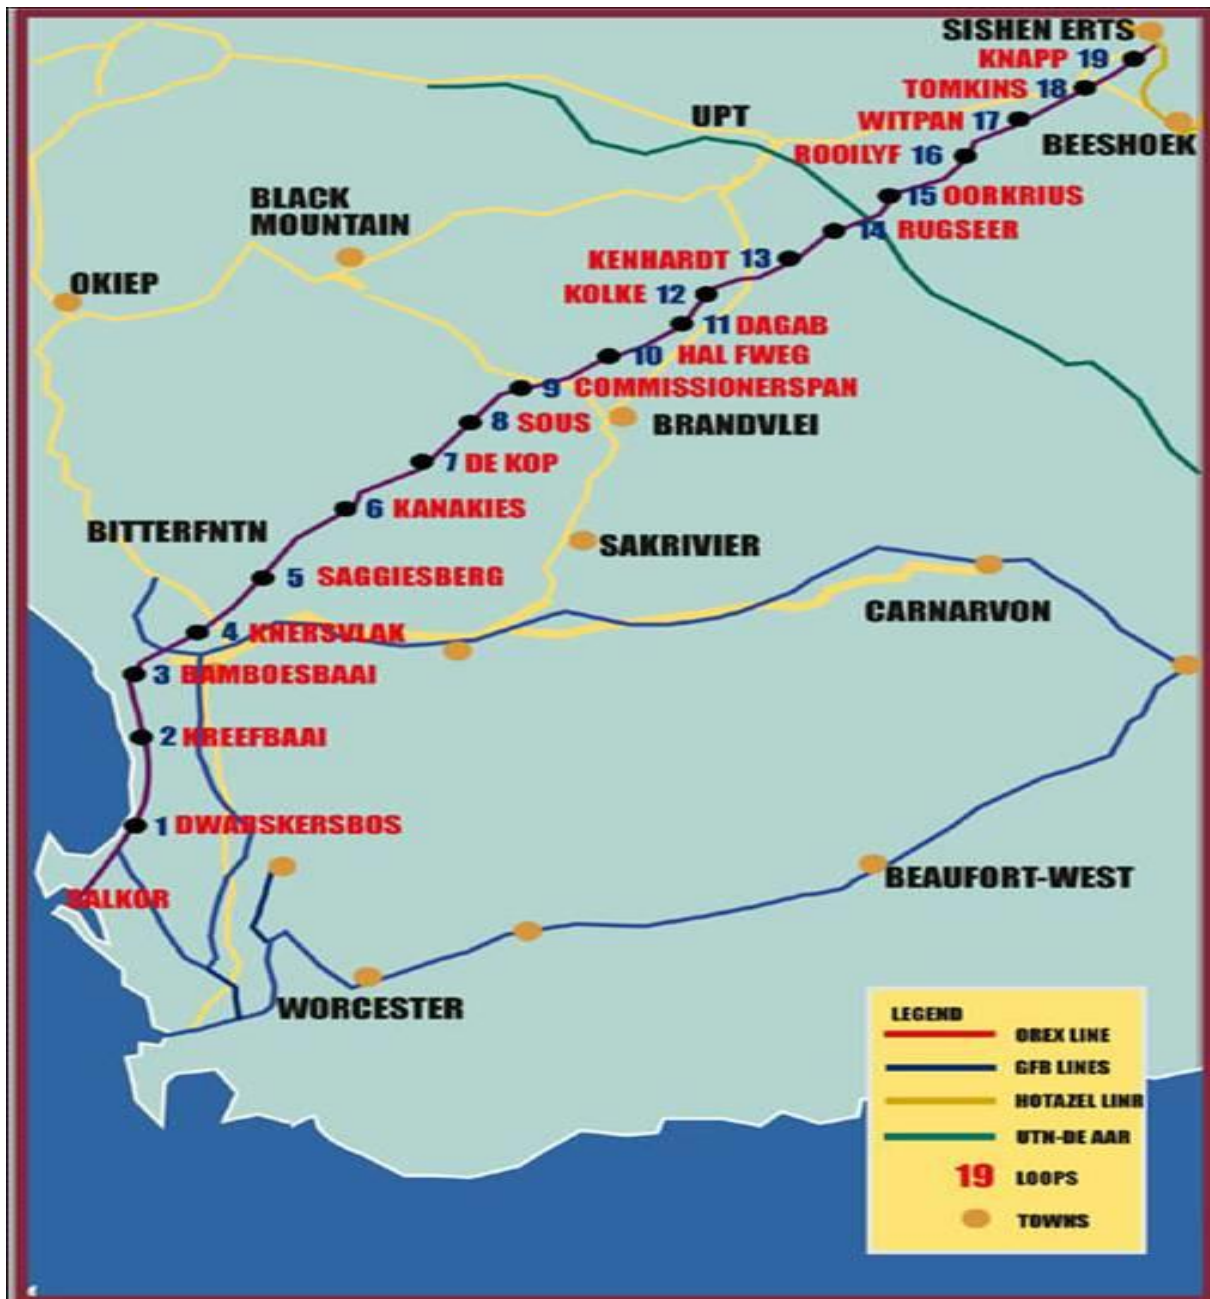 SISHEN ERTS
KNAPP 19
TOMKINS 18
UPT
WITPAN 17
BEESHOEK
ROOILYF 16
BLACK
MOUNTAIN
15 OORKRIUS
14 RUGSEER
KENHARDT 13
OKIEP
KOLKE 12
11 DAGAB
10 HAL FWEG
9 COMMISSIONERSPAN
8 SOUS
BRANDVLEI
7 DE KOP
6 KANAKIES
BITTERFNTN
SAKRIVIER
5 SAGGIESBERG
CARNARVON
4 KNERSVLAK
3 BAMBOESBAAI
2 KREEFBAAI
1 DWARSKERSBOS
BEAUFORT-WEST
SALKOR
WORCESTER
LEGEND
OREX LINE
GFB LINES
HOTAZEL LINR
UTN-DE AAR
19 LOOPS
TOWNS